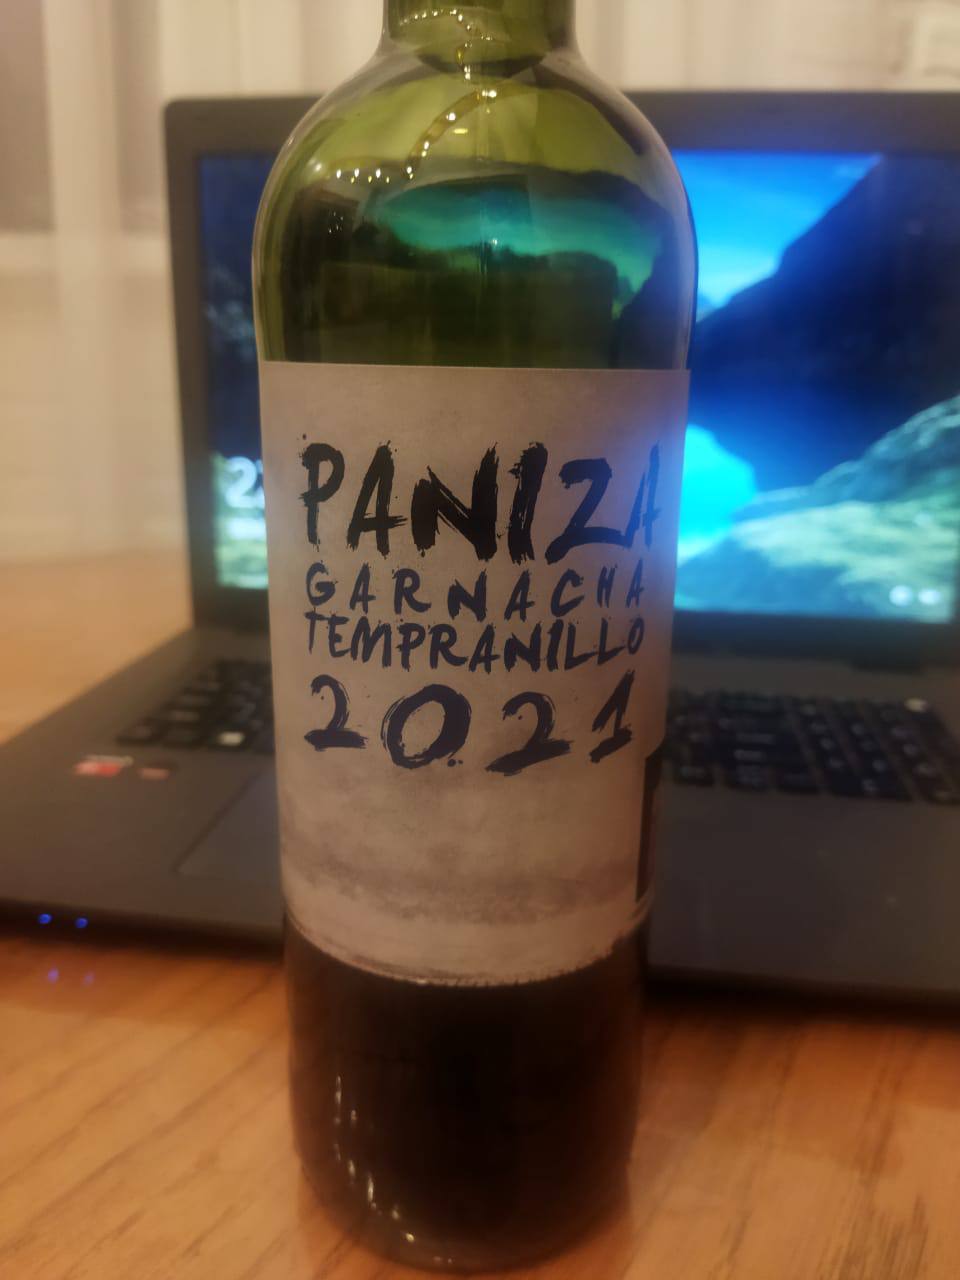 PANIZA
GARNACHA
TEMPRANILLO
2021